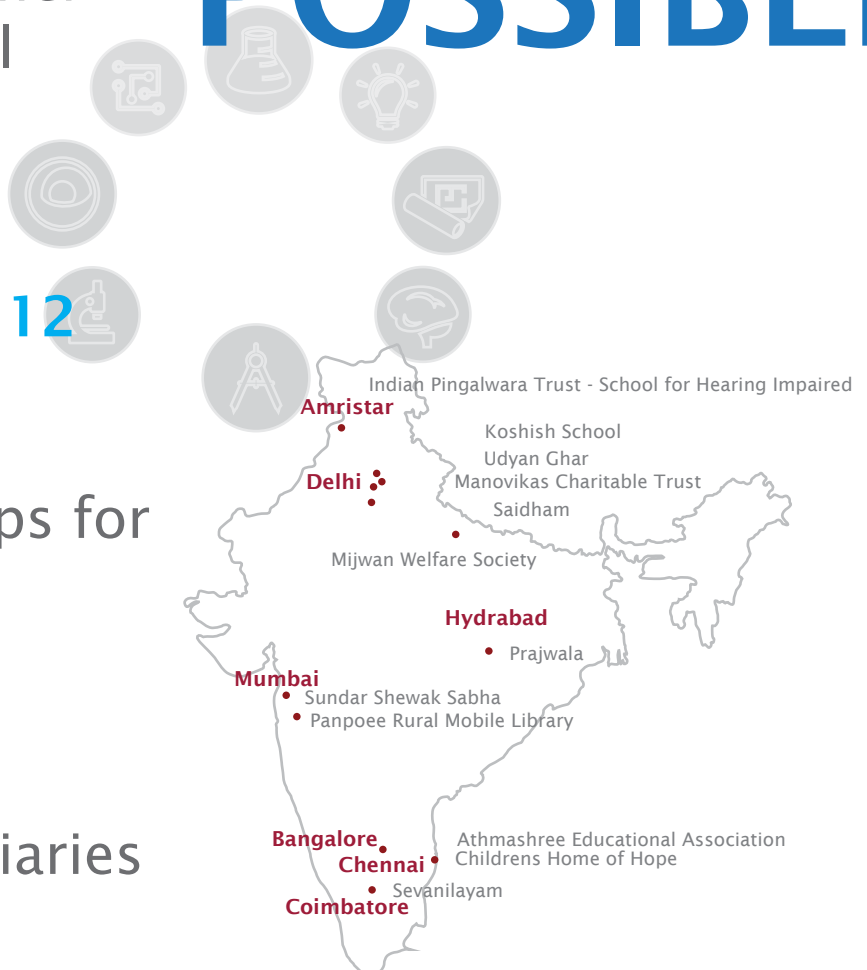 POSSIBLE
12
Indian Pingalwara Trust - School for Hearing Impaired
Amristar
Koshish School
Udyan Ghar
Delhi
Manovikas Charitable Trust
ps for
Saidham
Mijwan Welfare Society
Hydrabad
Prajwala
Mumbai
Sundar Shewak Sabha
Panpoee Rural Mobile Library
Bangalore
Athmashree Educational Association
iaries
Chennai
Childrens Home of Hope
Sevanilayam
Coimbatore